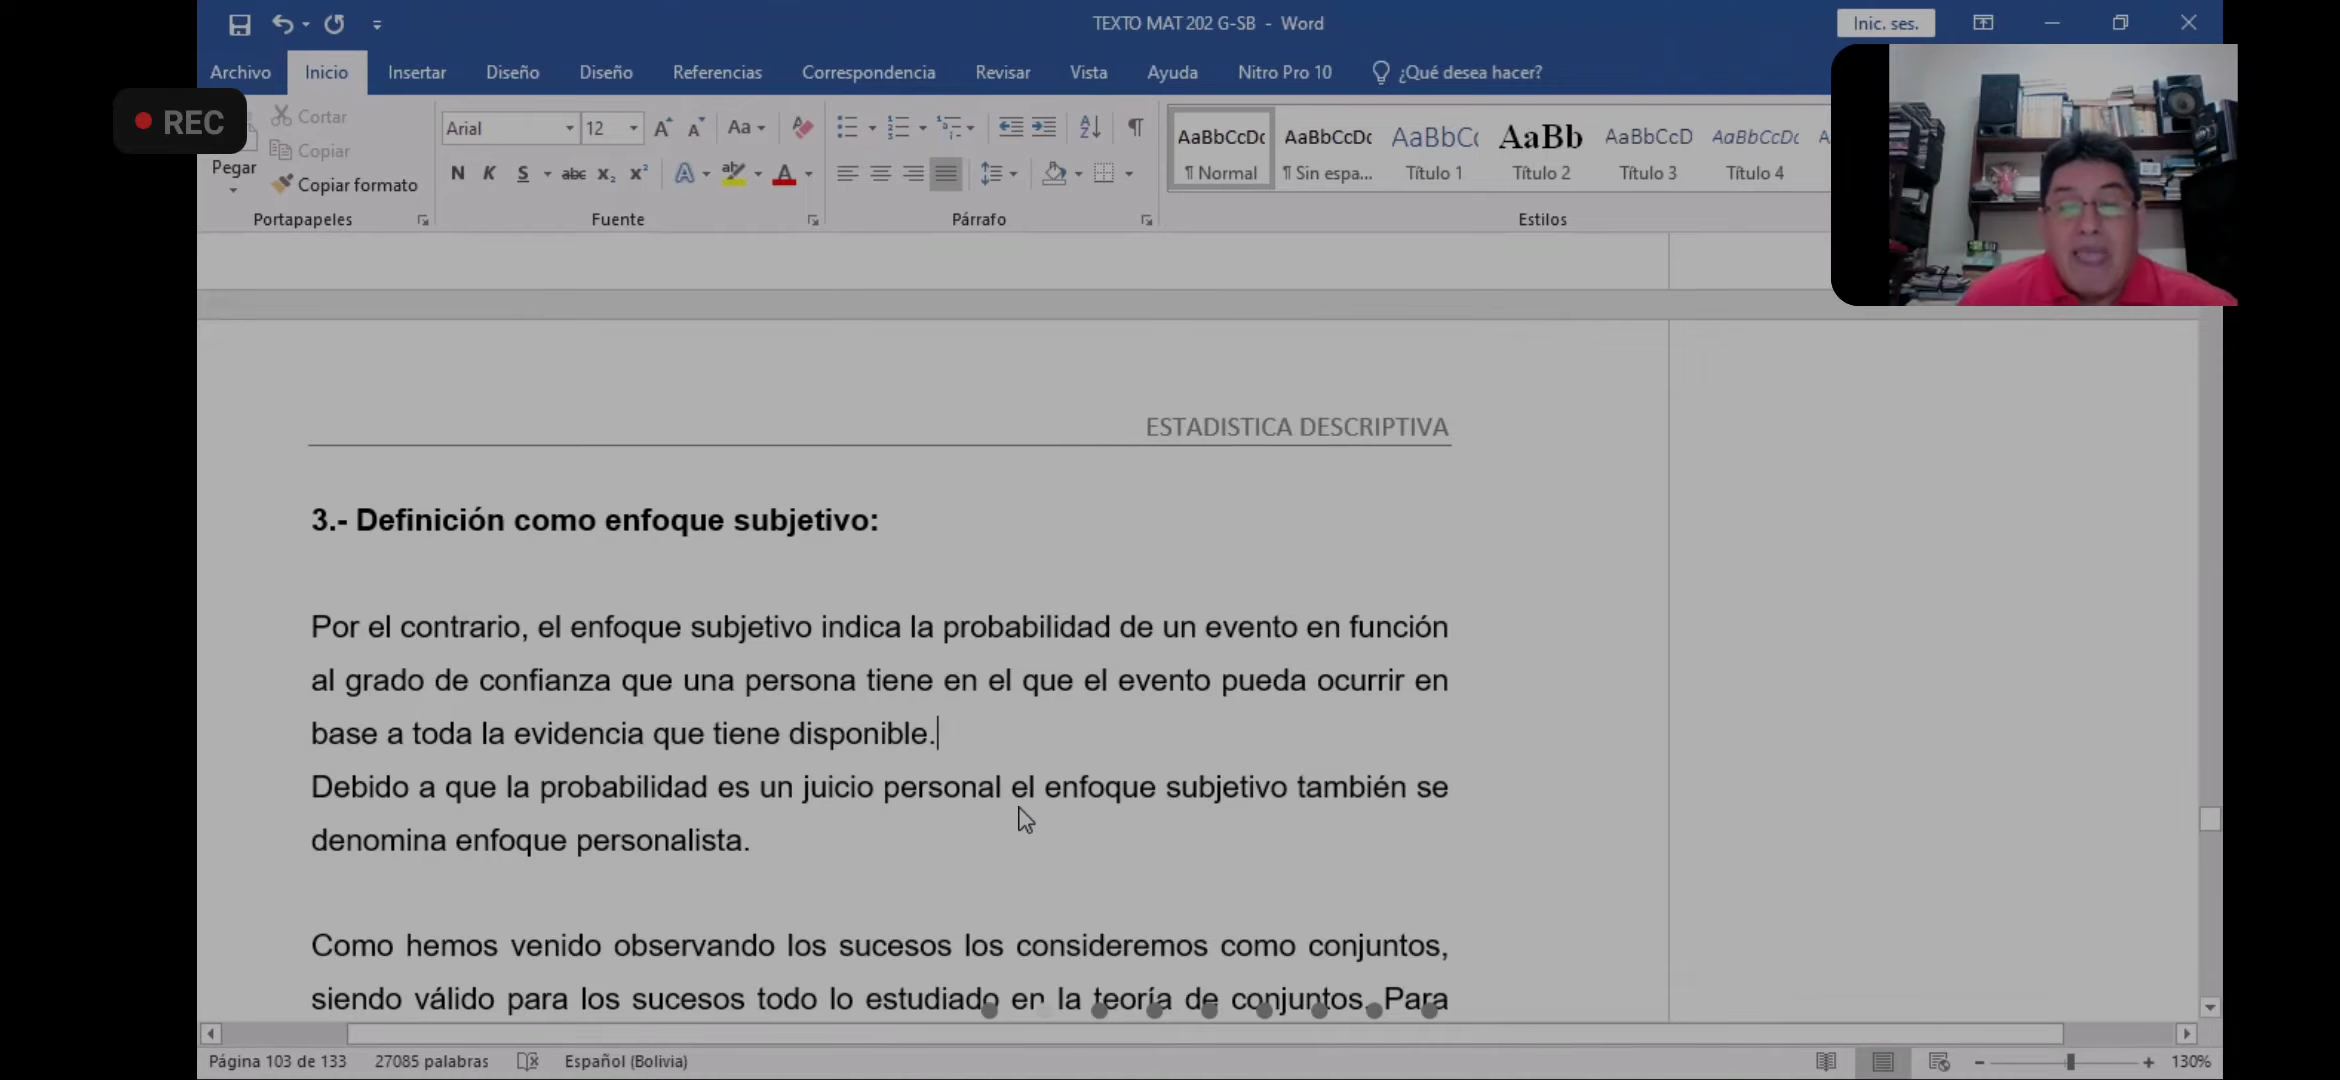 TEXTO MAT 202 G-SB - Word
Inic. ses.
Archivo Inicio Insertar Diseño Diseño Referencias Correspondencia Revisar Vista Ayuda Nitro Pro 10 ¿Qué desea hacer?
REC
Pegar
Cortar
Copiar
Copiar formato
Portapapeles
Arial 12
Aa
N K S abc x₂ x²
Fuente
Párrafo
AaBbCcDc AaBbCcDc AaBbC AaBb AaBbCcD AaBbCcDc
¶ Normal ¶ Sin espa... Título 1 Título 2 Título 3 Título 4
Estilos
ESTADISTICA DESCRIPTIVA
3.- Definición como enfoque subjetivo:
Por el contrario, el enfoque subjetivo indica la probabilidad de un evento en función
al grado de confianza que una persona tiene en el que el evento pueda ocurrir en
base a toda la evidencia que tiene disponible.
Debido a que la probabilidad es un juicio personal el enfoque subjetivo también se
denomina enfoque personalista.
Como hemos venido observando los sucesos los consideremos como conjuntos,
siendo válido para los sucesos todo lo estudiado en la teoría de conjuntos. Para
Página 103 de 133 27085 palabras Español (Bolivia) 130%